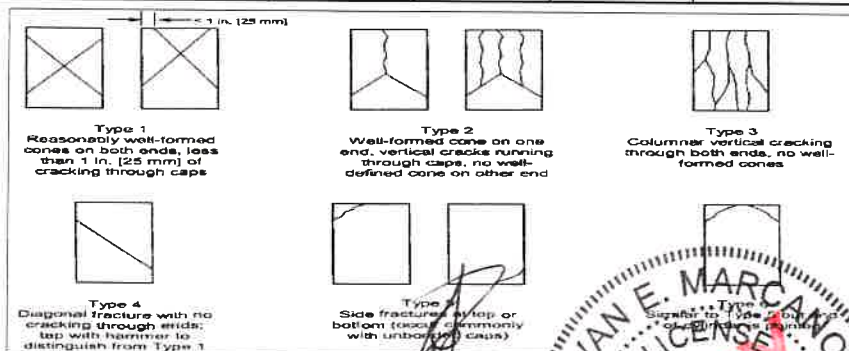 < 1 in. [25 mm]
Type 1
Reasonably well-formed
cones on both ends, less
than 1 in. [25 mm] of
cracking through caps
Type 2
Well-formed cone on one
end, vertical cracks running
through caps, no well-
defined cone on other end
Type 3
Columnar vertical cracking
through both ends, no well-
formed cones
Type 4
Diagonal fracture with no
cracking through ends;
tap with hammer to
distinguish from Type 1
Type 5
Side fractures at top or
bottom (occur commonly
with unbonded caps)
Type 6
Similar to Type 5 but end
of cylinder is pointed
E. MARCANO
LICENSE